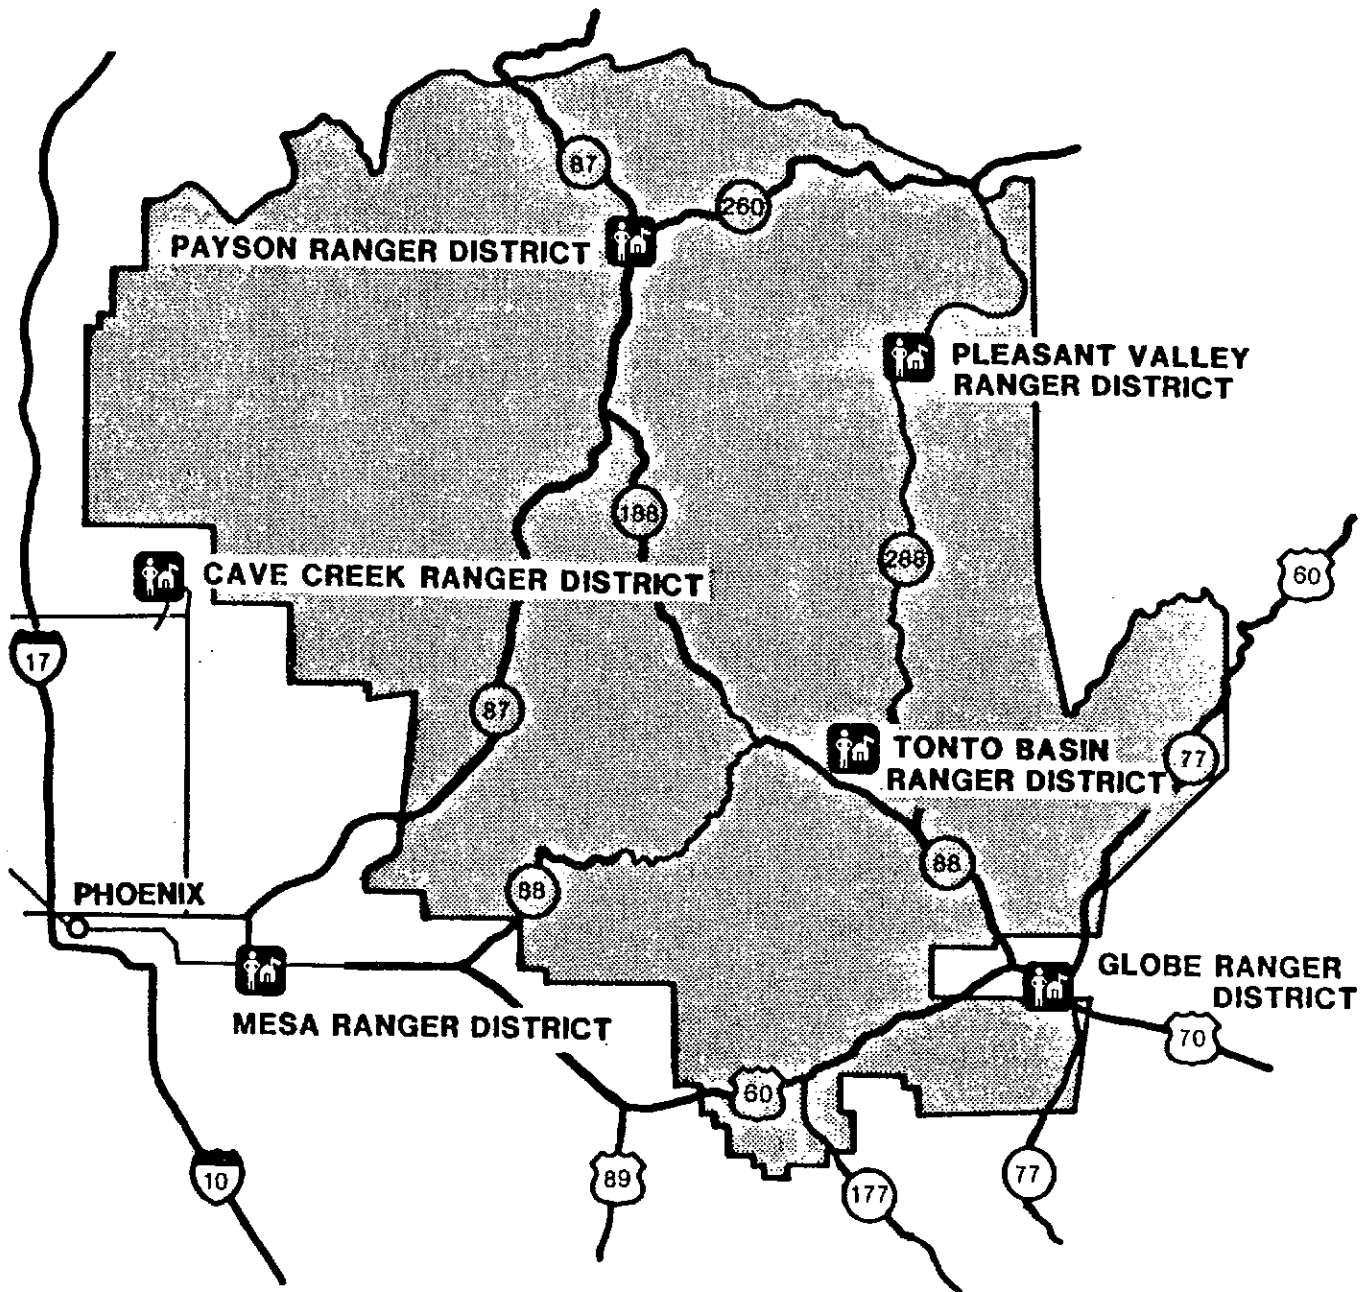 87
260
PAYSON RANGER DISTRICT
PLEASANT VALLEY
RANGER DISTRICT
188
288
60
CAVE CREEK RANGER DISTRICT
17
87
TONTO BASIN
RANGER DISTRICT
77
88
88
PHOENIX
GLOBE RANGER
DISTRICT
MESA RANGER DISTRICT
70
60
10
89
177
77